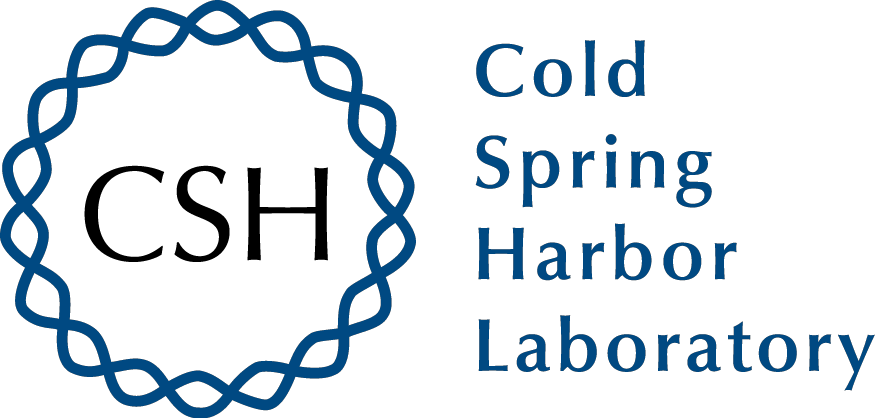 CSH
Cold
Spring
Harbor
Laboratory